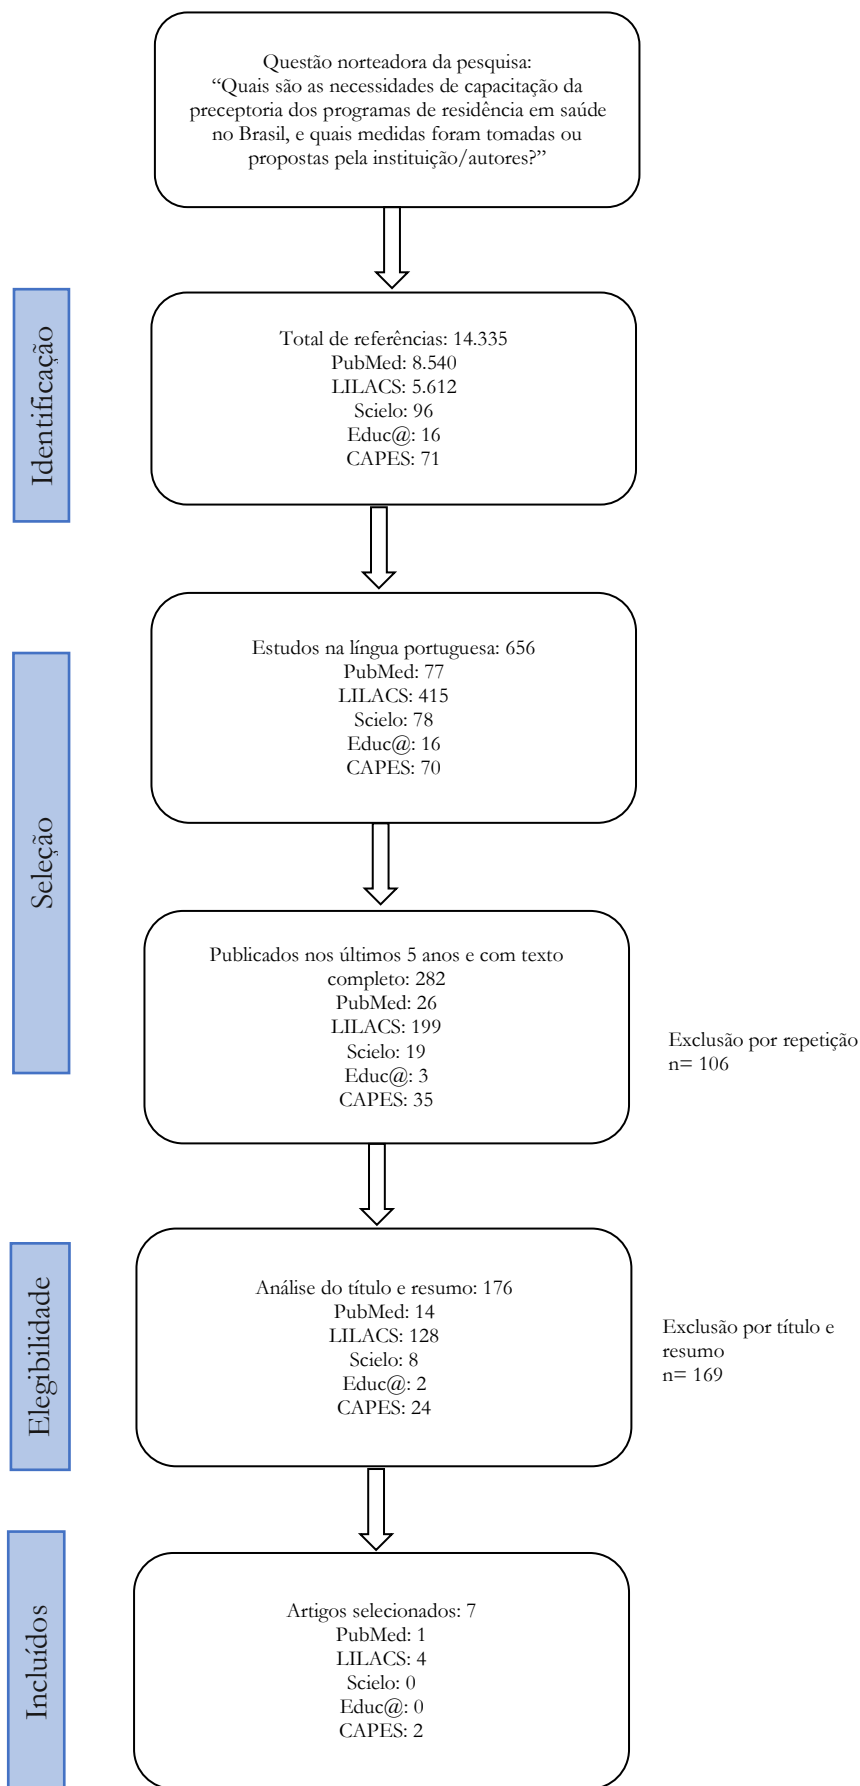 Questão norteadora da pesquisa:
“Quais são as necessidades de capacitação da
preceptoria dos programas de residência em saúde
no Brasil, e quais medidas foram tomadas ou
propostas pela instituição/autores?”
Identificação
Total de referências: 14.335
PubMed: 8.540
LILACS: 5.612
Scielo: 96
Educ@: 16
CAPES: 71
Seleção
Estudos na língua portuguesa: 656
PubMed: 77
LILACS: 415
Scielo: 78
Educ@: 16
CAPES: 70
Publicados nos últimos 5 anos e com texto
completo: 282
PubMed: 26
LILACS: 199
Scielo: 19
Educ@: 3
CAPES: 35
Exclusão por repetição
n= 106
Elegibilidade
Análise do título e resumo: 176
PubMed: 14
LILACS: 128
Scielo: 8
Educ@: 2
CAPES: 24
Exclusão por título e
resumo
n= 169
Incluídos
Artigos selecionados: 7
PubMed: 1
LILACS: 4
Scielo: 0
Educ@: 0
CAPES: 2